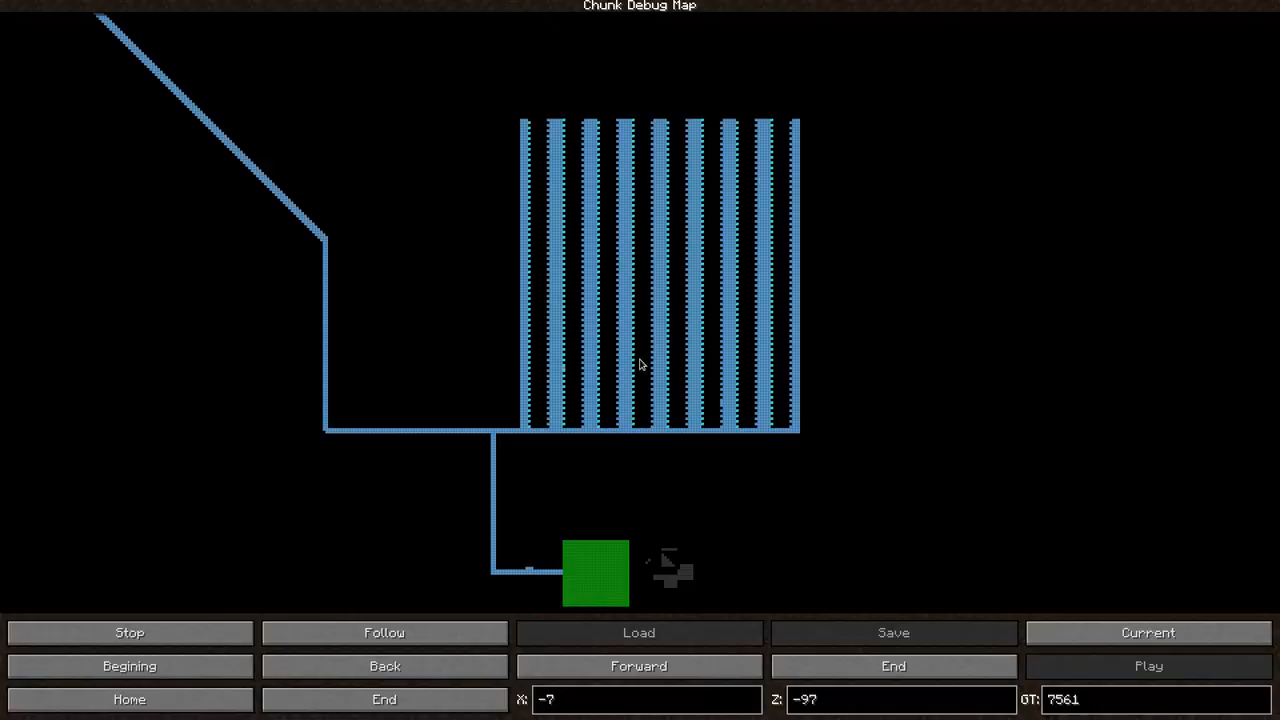 Chunk Debug Map
Stop Follow Load Save Current
Begining Back Forward End Play
Home End X: -7 Z: -97 GT: 7561